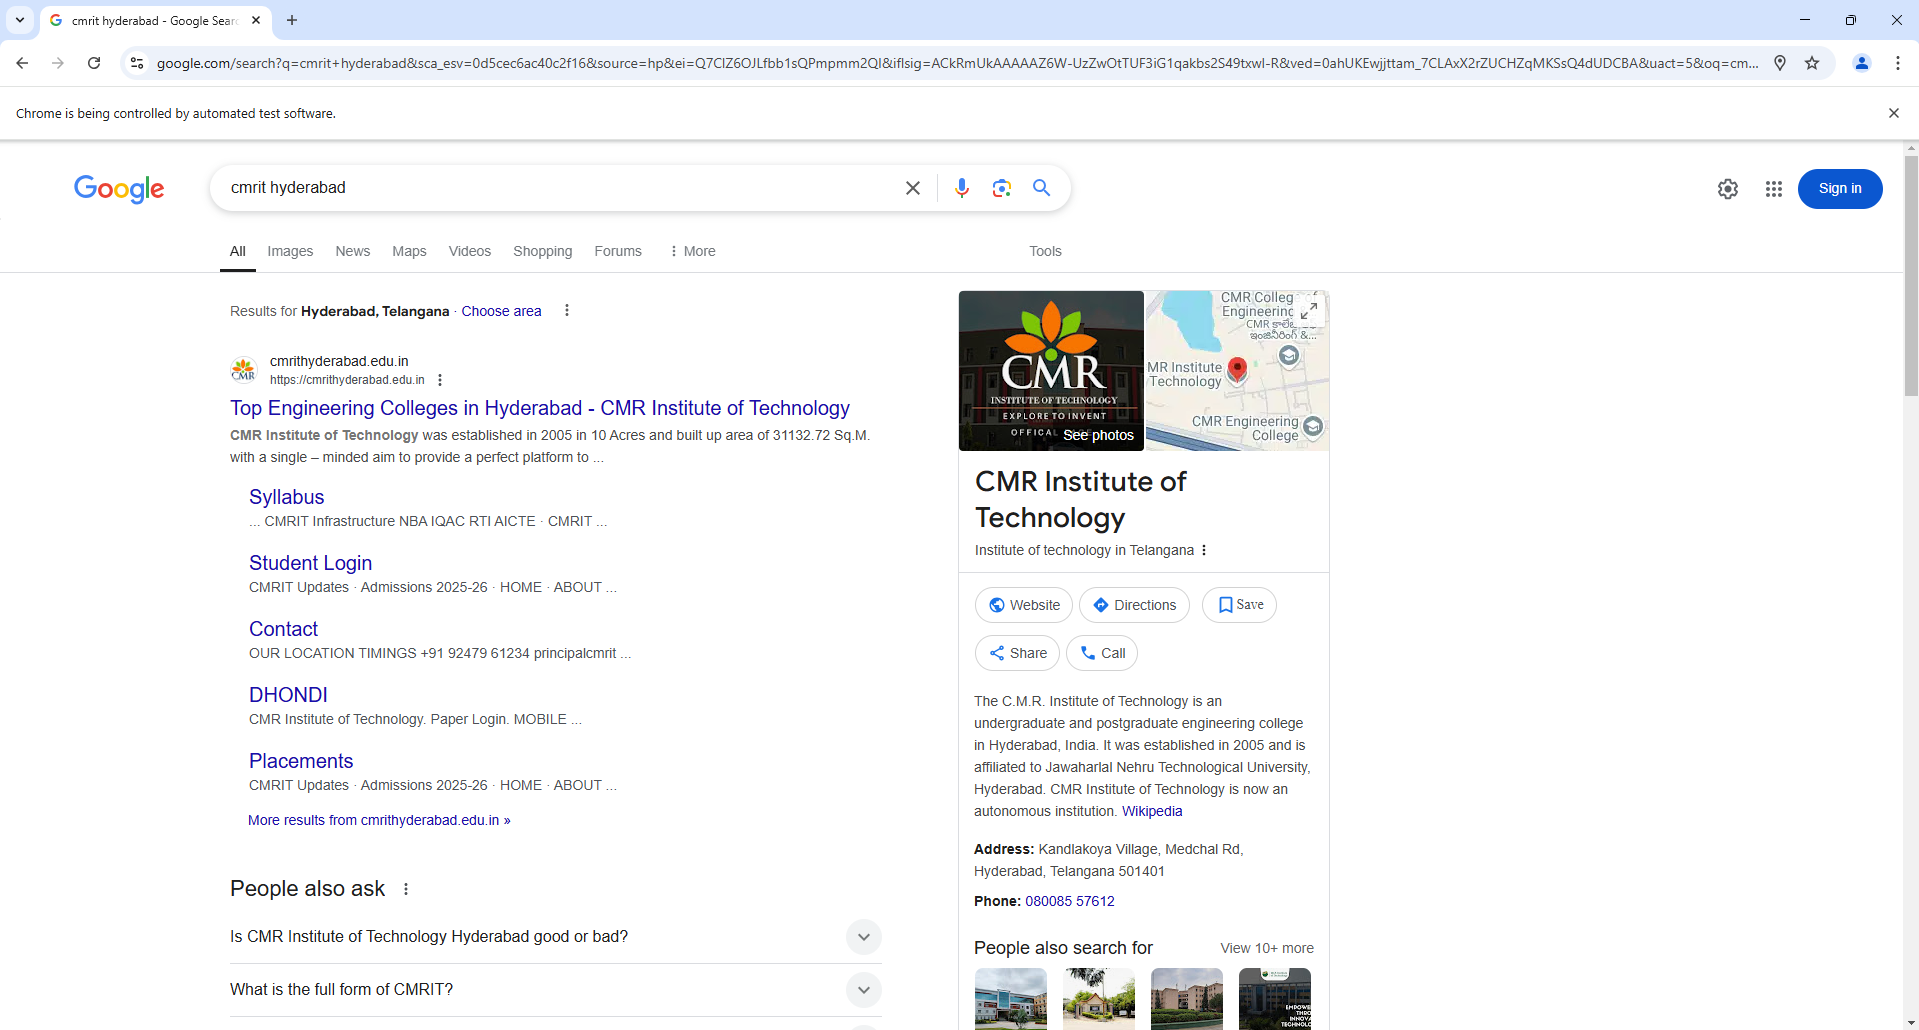 cmrit hyderabad - Google Sear
google.com/search?q=cmrit+hyderabad&sca_esv=0d5cec6ac40c2f16&source=hp&ei=Q7CIZ6OJLfbb1sQPmpmm2QI&iflsig=ACkRmUkAAAAAZ6W-UzZwOtTUF3iG1qakbs2S49txwI-R&ved=0ahUKEwjjttam_7CLAxX2rZUCHZqMKSsQ4dUDCBA&uact=5&oq=cm...
Chrome is being controlled by automated test software.
Google
cmrit hyderabad
Sign in
All Images News Maps Videos Shopping Forums More Tools
Results for Hyderabad, Telangana · Choose area
CMR
cmrithyderabad.edu.in
https://cmrithyderabad.edu.in
Top Engineering Colleges in Hyderabad - CMR Institute of Technology
CMR Institute of Technology was established in 2005 in 10 Acres and built up area of 31132.72 Sq.M.
with a single – minded aim to provide a perfect platform to ...
Syllabus
... CMRIT Infrastructure NBA IQAC RTI AICTE · CMRIT ...
Student Login
CMRIT Updates · Admissions 2025-26 · HOME · ABOUT ...
Contact
OUR LOCATION TIMINGS +91 92479 61234 principalcmrit ...
DHONDI
CMR Institute of Technology. Paper Login. MOBILE ...
Placements
CMRIT Updates · Admissions 2025-26 · HOME · ABOUT ...
More results from cmrithyderabad.edu.in »
People also ask
Is CMR Institute of Technology Hyderabad good or bad?
What is the full form of CMRIT?
CMR
INSTITUTE OF TECHNOLOGY
EXPLORE TO INVENT
OFFICIAL
See photos
CMR College of
Engineering
CMR
ఇంజినీరింగ్ &...
MR Institute
Technology
CMR Engineering
College
CMR Institute of
Technology
Institute of technology in Telangana
Website Directions Save
Share Call
The C.M.R. Institute of Technology is an
undergraduate and postgraduate engineering college
in Hyderabad, India. It was established in 2005 and is
affiliated to Jawaharlal Nehru Technological University,
Hyderabad. CMR Institute of Technology is now an
autonomous institution. Wikipedia
Address: Kandlakoya Village, Medchal Rd,
Hyderabad, Telangana 501401
Phone: 080085 57612
People also search for View 10+ more